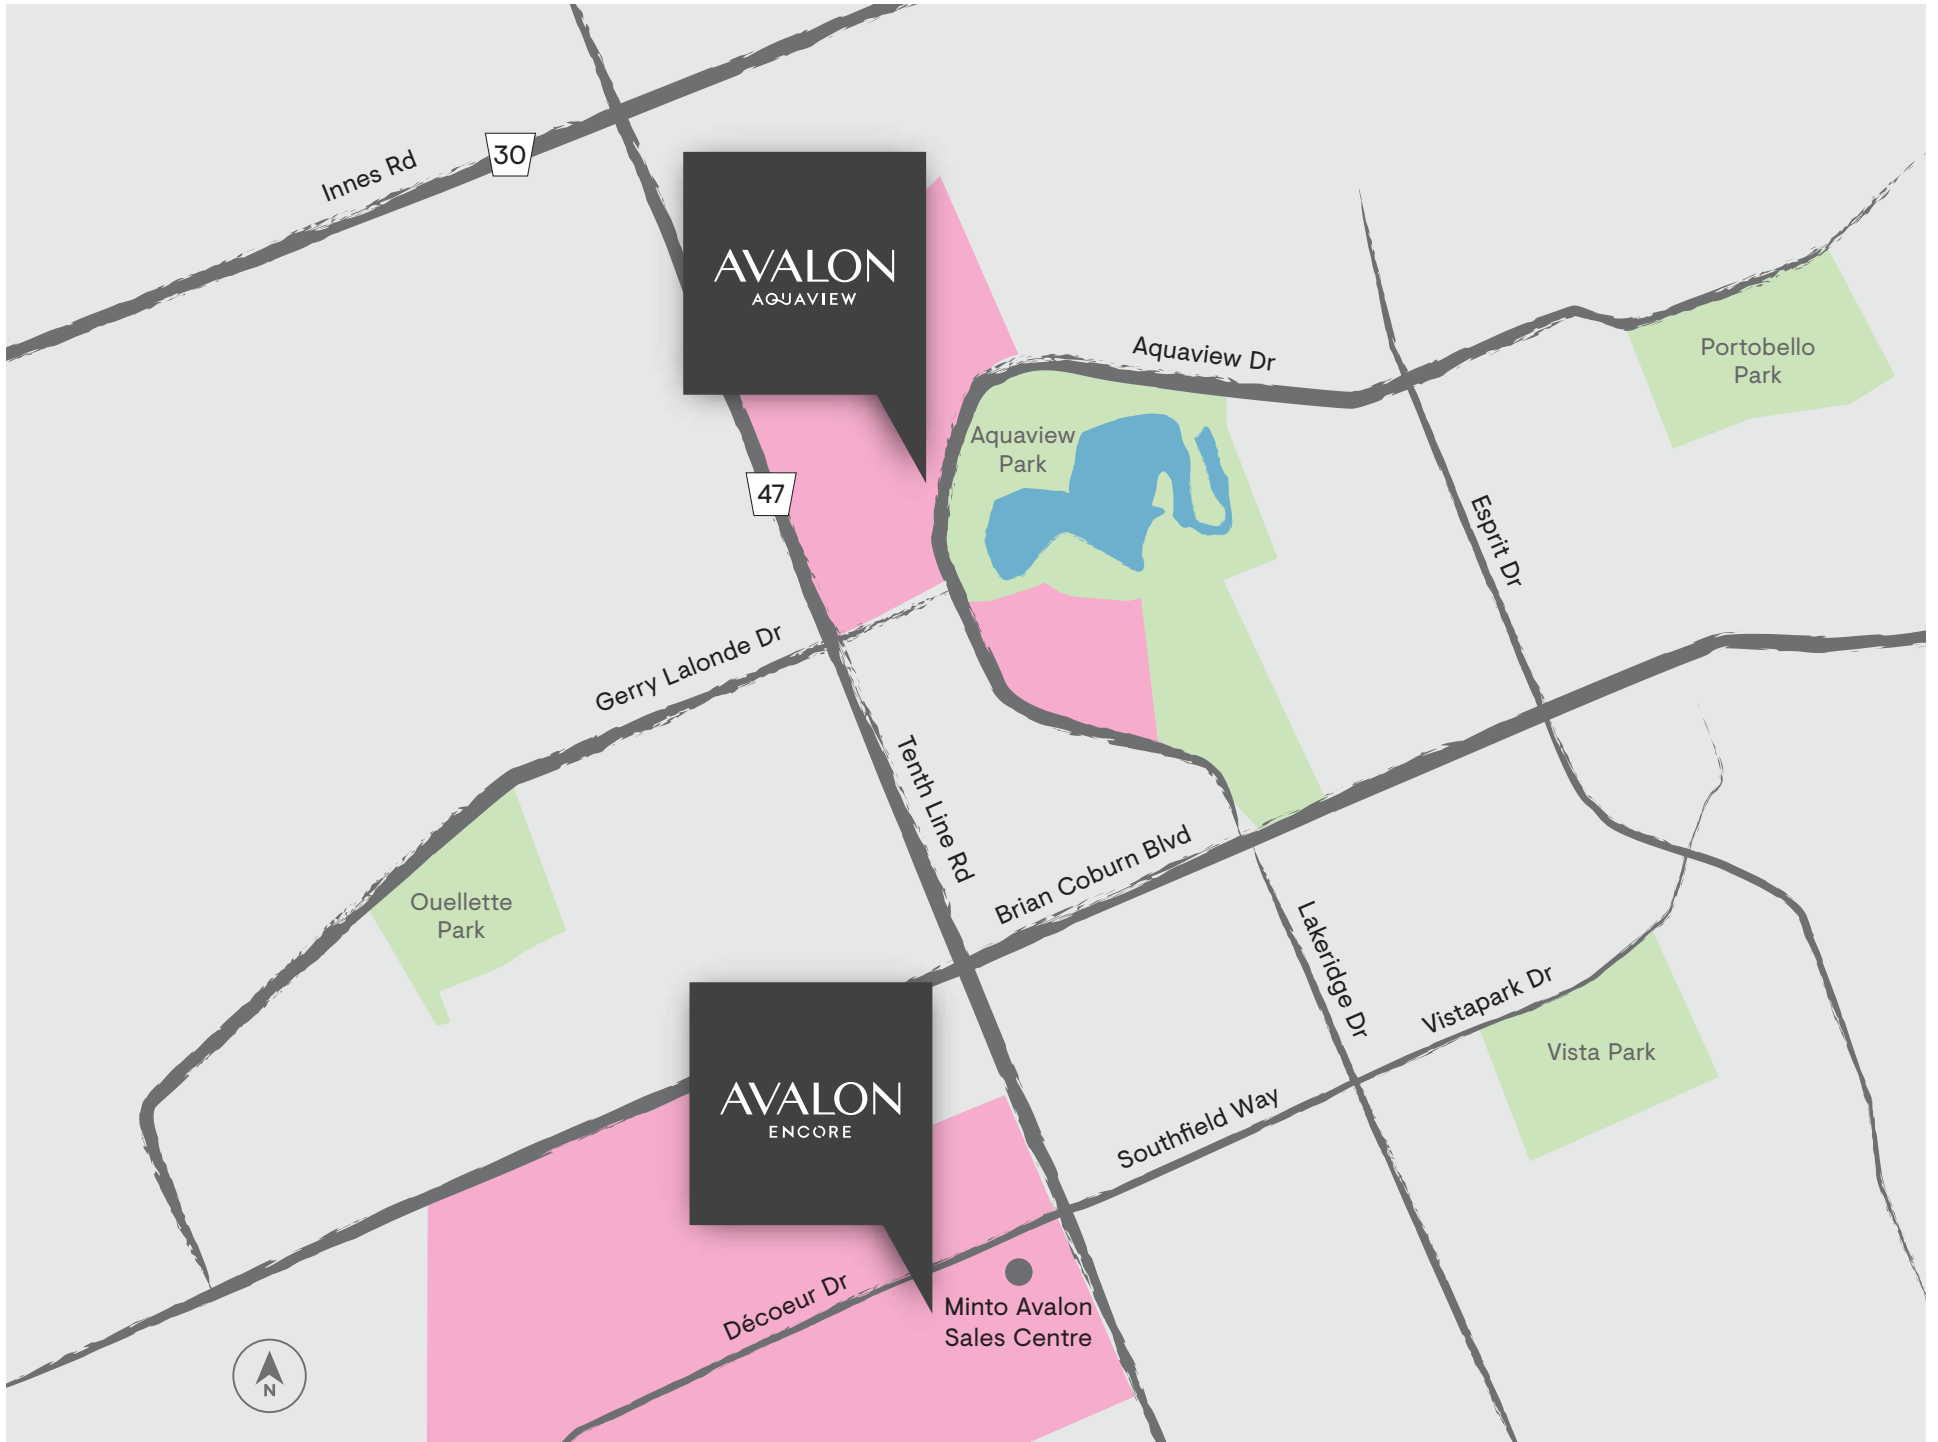 Innes Rd
30
AVALON
AQUAVIEW
Aquaview Dr
Portobello
Park
Aquaview
Park
47
Esprit Dr
Gerry Lalonde Dr
Tenth Line Rd
Brian Coburn Blvd
Ouellette
Park
Lakeridge Dr
Vistapark Dr
Vista Park
AVALON
ENCORE
Southfield Way
Décoeur Dr
Minto Avalon
Sales Centre
N